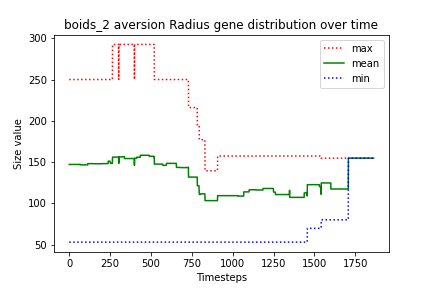 boids_2 aversion Radius gene distribution over time
300
250
200
150
100
50
Size value
max
mean
min
0 250 500 750 1000 1250 1500 1750
Timesteps